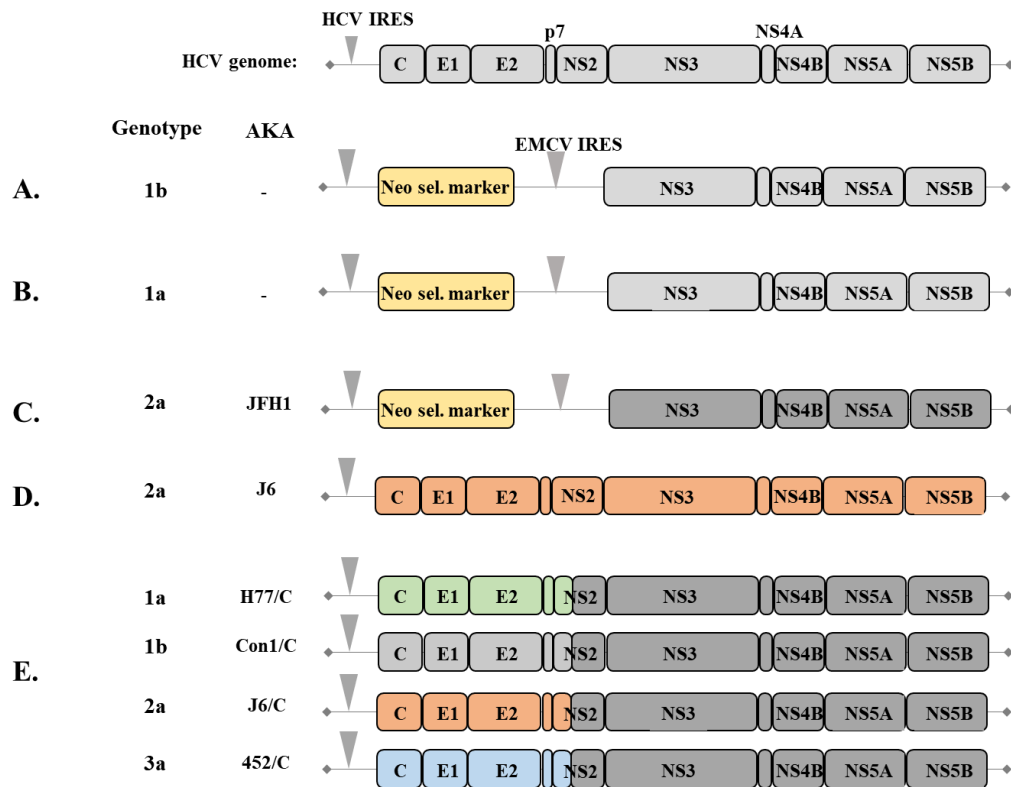 HCV IRES
p7 NS4A
HCV genome: C E1 E2 NS2 NS3 NS4B NS5A NS5B
Genotype AKA
EMCV IRES
A. 1b - Neo sel. marker NS3 NS4B NS5A NS5B
B. 1a - Neo sel. marker NS3 NS4B NS5A NS5B
C. 2a JFH1 Neo sel. marker NS3 NS4B NS5A NS5B
D. 2a J6 C E1 E2 NS2 NS3 NS4B NS5A NS5B
1a H77/C C E1 E2 NS2 NS3 NS4B NS5A NS5B
1b Con1/C C E1 E2 NS2 NS3 NS4B NS5A NS5B
E.
2a J6/C C E1 E2 NS2 NS3 NS4B NS5A NS5B
3a 452/C C E1 E2 NS2 NS3 NS4B NS5A NS5B